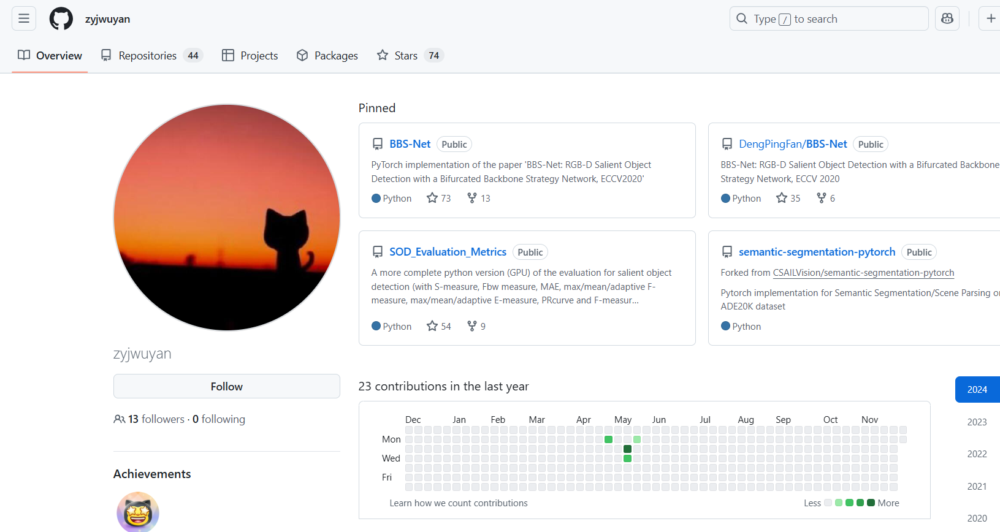 zyjwuyan
Type / to search
Overview
Repositories 44
Projects
Packages
Stars 74
zyjwuyan
Follow
13 followers · 0 following
Achievements
Pinned
BBS-Net Public
PyTorch implementation of the paper 'BBS-Net: RGB-D Salient Object
Detection with a Bifurcated Backbone Strategy Network, ECCV2020'
Python 73 13
DengPingFan/BBS-Net Public
BBS-Net: RGB-D Salient Object Detection with a Bifurcated Backbone
Strategy Network, ECCV 2020
Python 35 6
SOD_Evaluation_Metrics Public
A more complete python version (GPU) of the evaluation for salient object
detection (with S-measure, Fbw measure, MAE, max/mean/adaptive F-
measure, max/mean/adaptive E-measure, PRcurve and F-measur...
Python 54 9
semantic-segmentation-pytorch Public
Forked from CSAILVision/semantic-segmentation-pytorch
Pytorch implementation for Semantic Segmentation/Scene Parsing
ADE20K dataset
Python
23 contributions in the last year
Dec Jan Feb Mar Apr May Jun Jul Aug Sep Oct Nov
Mon
Wed
Fri
Learn how we count contributions
Less More
2024
2023
2022
2021
2020